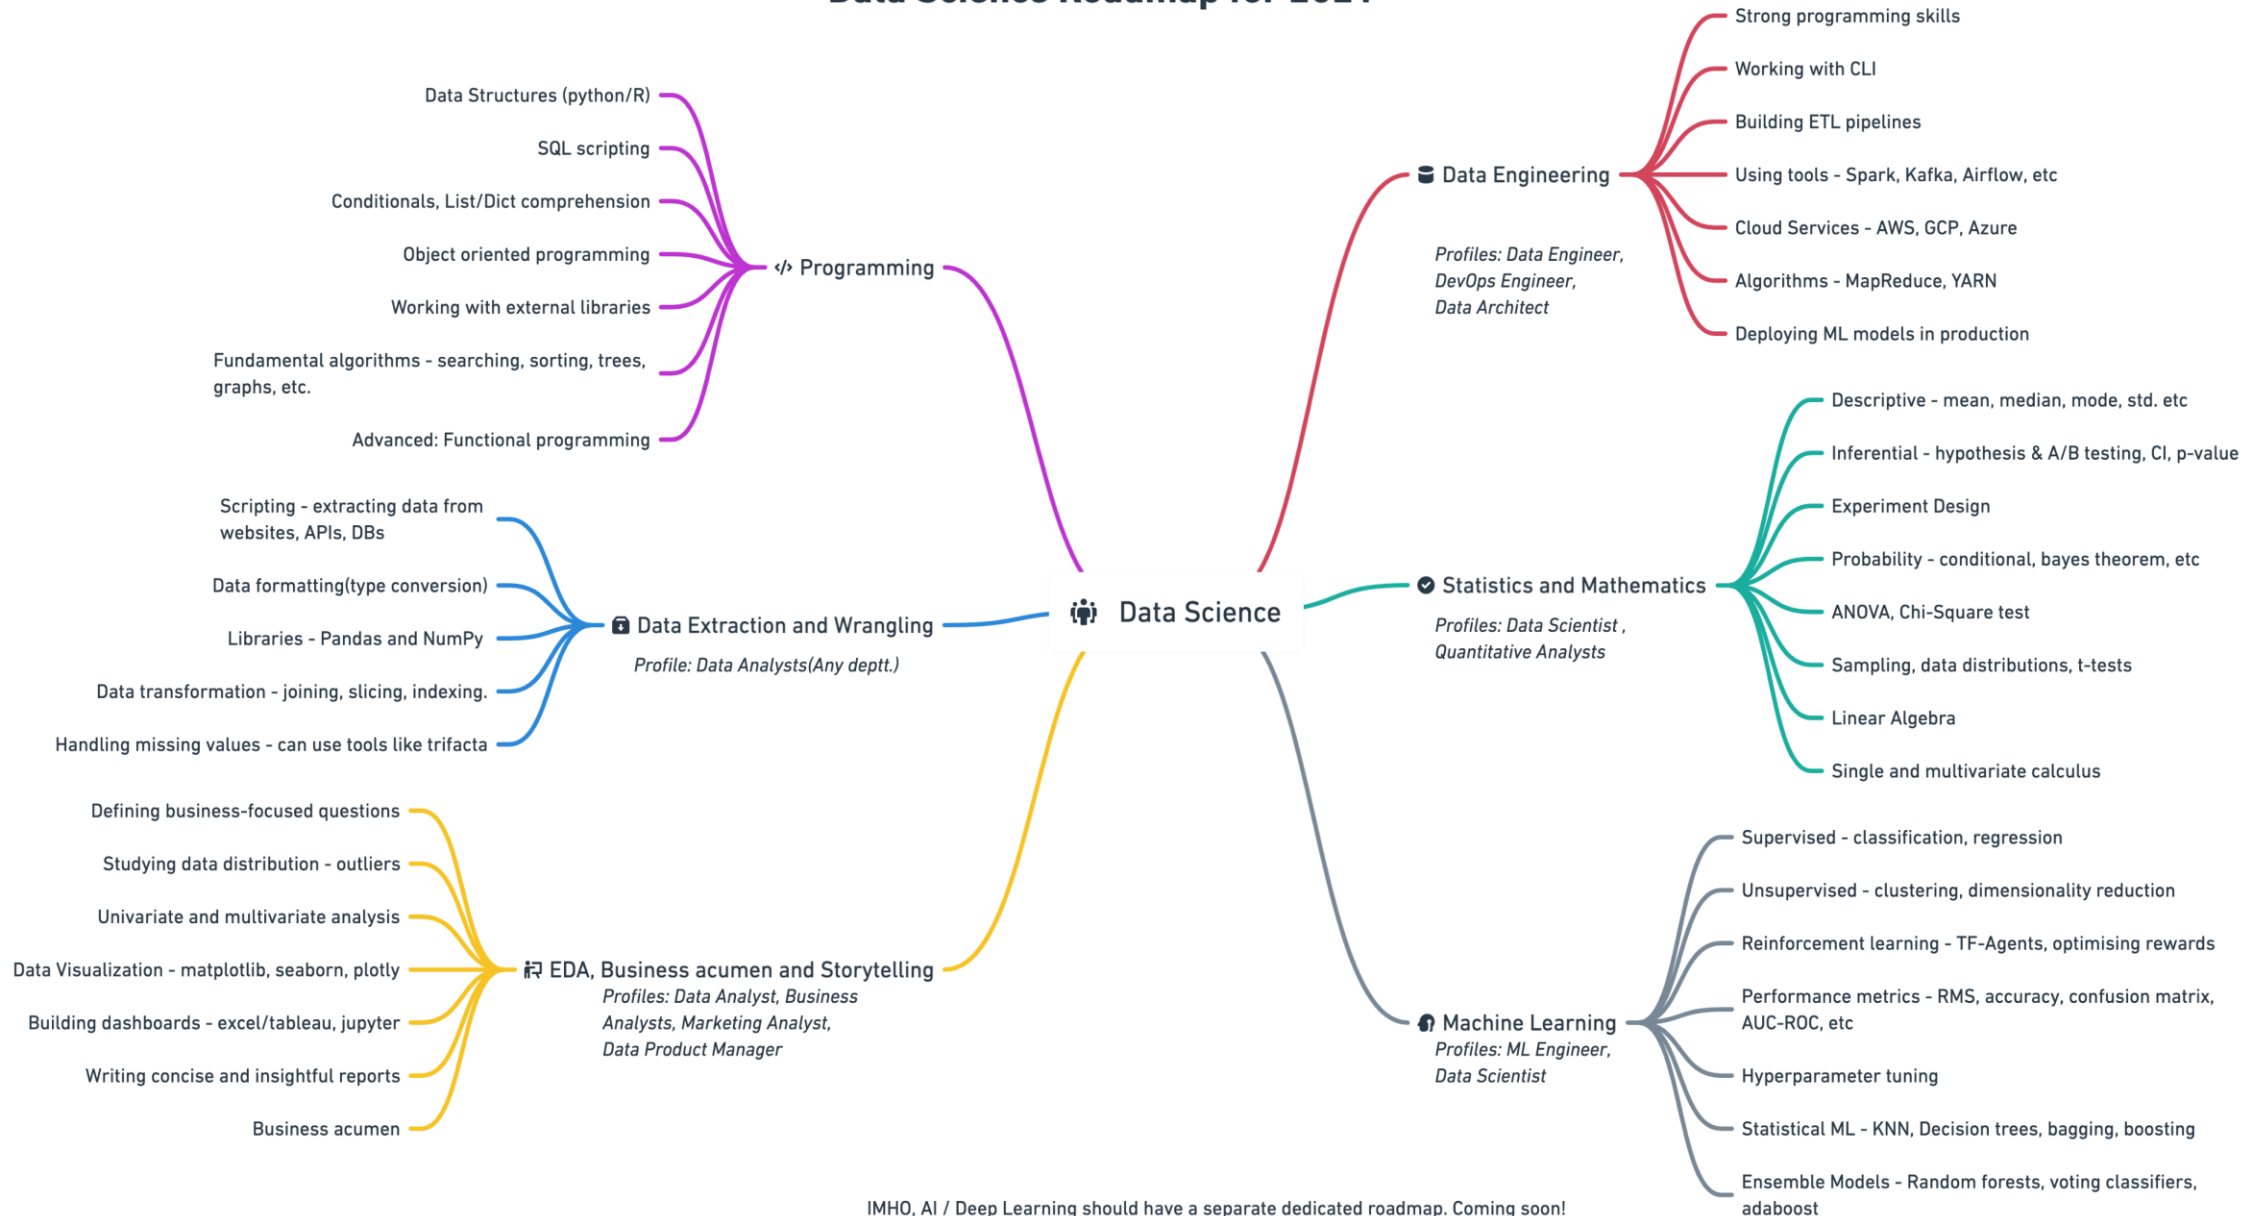 Data Science Roadmap for 2021
Data Structures (python/R)
SQL scripting
Conditionals, List/Dict comprehension
Object oriented programming
Working with external libraries
Fundamental algorithms - searching, sorting, trees,
graphs, etc.
Advanced: Functional programming
Programming
Scripting - extracting data from
websites, APIs, DBs
Data formatting(type conversion)
Libraries - Pandas and NumPy
Data transformation - joining, slicing, indexing.
Handling missing values - can use tools like trifacta
Data Extraction and Wrangling
Profile: Data Analysts(Any deptt.)
Defining business-focused questions
Studying data distribution - outliers
Univariate and multivariate analysis
Data Visualization - matplotlib, seaborn, plotly
Building dashboards - excel/tableau, jupyter
Writing concise and insightful reports
Business acumen
EDA, Business acumen and Storytelling
Profiles: Data Analyst, Business
Analysts, Marketing Analyst,
Data Product Manager
Data Science
Data Engineering
Profiles: Data Engineer,
DevOps Engineer,
Data Architect
Strong programming skills
Working with CLI
Building ETL pipelines
Using tools - Spark, Kafka, Airflow, etc
Cloud Services - AWS, GCP, Azure
Algorithms - MapReduce, YARN
Deploying ML models in production
Statistics and Mathematics
Profiles: Data Scientist ,
Quantitative Analysts
Descriptive - mean, median, mode, std. etc
Inferential - hypothesis & A/B testing, CI, p-value
Experiment Design
Probability - conditional, bayes theorem, etc
ANOVA, Chi-Square test
Sampling, data distributions, t-tests
Linear Algebra
Single and multivariate calculus
Machine Learning
Profiles: ML Engineer,
Data Scientist
Supervised - classification, regression
Unsupervised - clustering, dimensionality reduction
Reinforcement learning - TF-Agents, optimising rewards
Performance metrics - RMS, accuracy, confusion matrix,
AUC-ROC, etc
Hyperparameter tuning
Statistical ML - KNN, Decision trees, bagging, boosting
Ensemble Models - Random forests, voting classifiers,
adaboost
IMHO, AI / Deep Learning should have a separate dedicated roadmap. Coming soon!